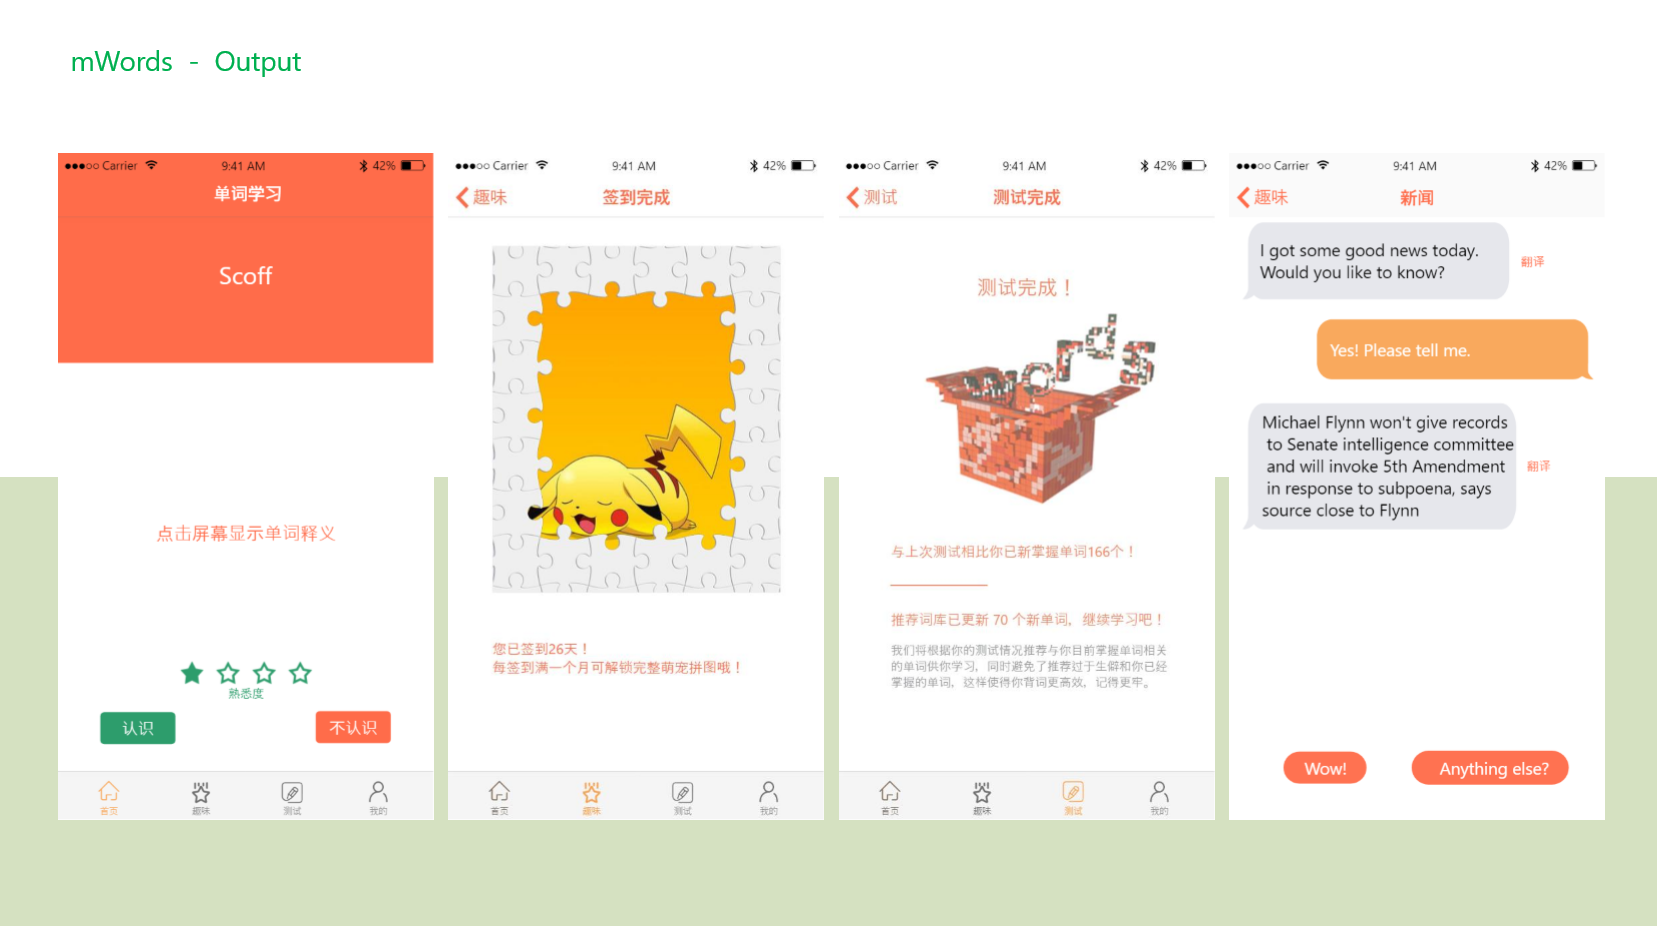 mWords - Output
Carrier 9:41 AM 42%
单词学习
Scoff
点击屏幕显示单词释义
熟悉度
认识 不认识
首页 趣味 测试 我的
Carrier 9:41 AM 42%
趣味 签到完成
您已签到26天！
每签到满一个月可解锁完整萌宠拼图哦！
首页 趣味 测试 我的
Carrier 9:41 AM 42%
测试 测试完成
测试完成！
words
与上次测试相比你已新掌握单词166个！
推荐词库已更新 70 个新单词，继续学习吧！
我们将根据你的测试情况推荐与你目前掌握单词相关
的单词供你学习，同时避免了推荐过于生僻和你已经
掌握的单词，这样使得你背词更高效，记得更牢。
首页 趣味 测试 我的
Carrier 9:41 AM 42%
趣味 新闻
I got some good news today.
Would you like to know?
翻译
Yes! Please tell me.
Michael Flynn won't give records
to Senate intelligence committee
and will invoke 5th Amendment
in response to subpoena, says
source close to Flynn
翻译
Wow! Anything else?